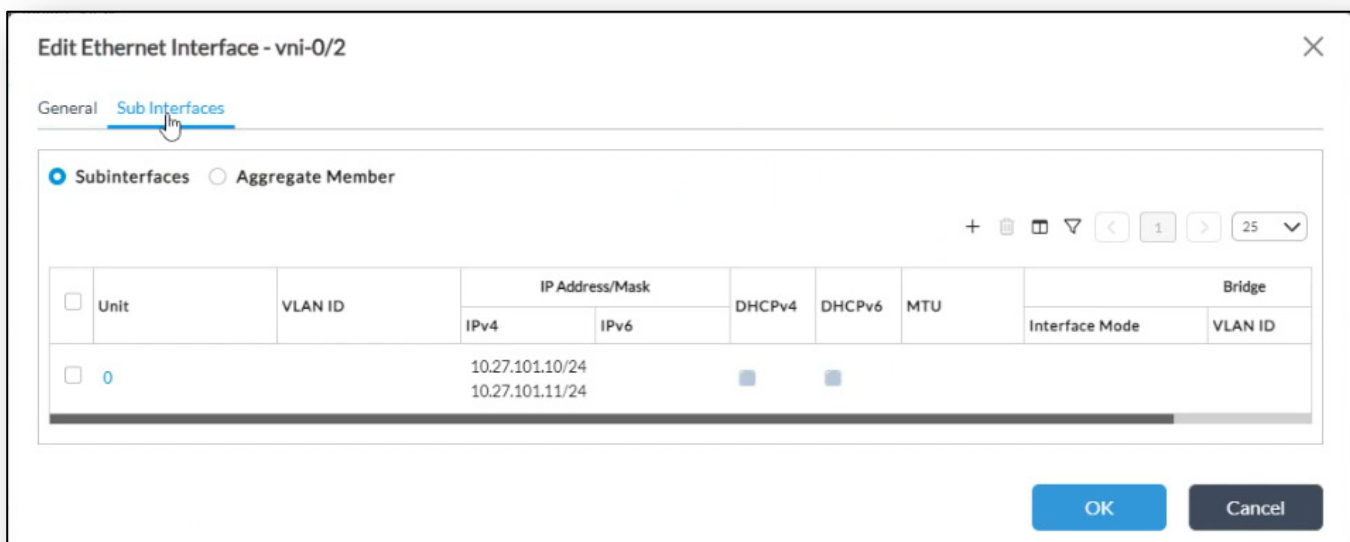 Edit Ethernet Interface - vni-0/2
General Sub Interfaces
Subinterfaces Aggregate Member
1 25
Unit VLAN ID IP Address/Mask DHCPv4 DHCPv6 MTU Bridge
IPv4 IPv6 Interface Mode VLAN ID
0 10.27.101.10/24
10.27.101.11/24
OK Cancel